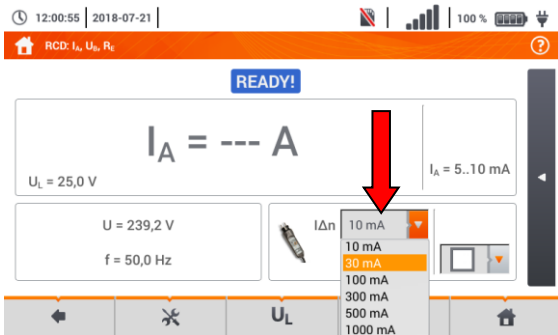 12:00:55 2018-07-21 100 %
RCD: IA, UB, RE ?
READY!
IA = --- A
IA = 5..10 mA
UL = 25,0 V
U = 239,2 V
f = 50,0 Hz
IΔn 10 mA
10 mA
30 mA
100 mA
300 mA
500 mA
1000 mA
UL